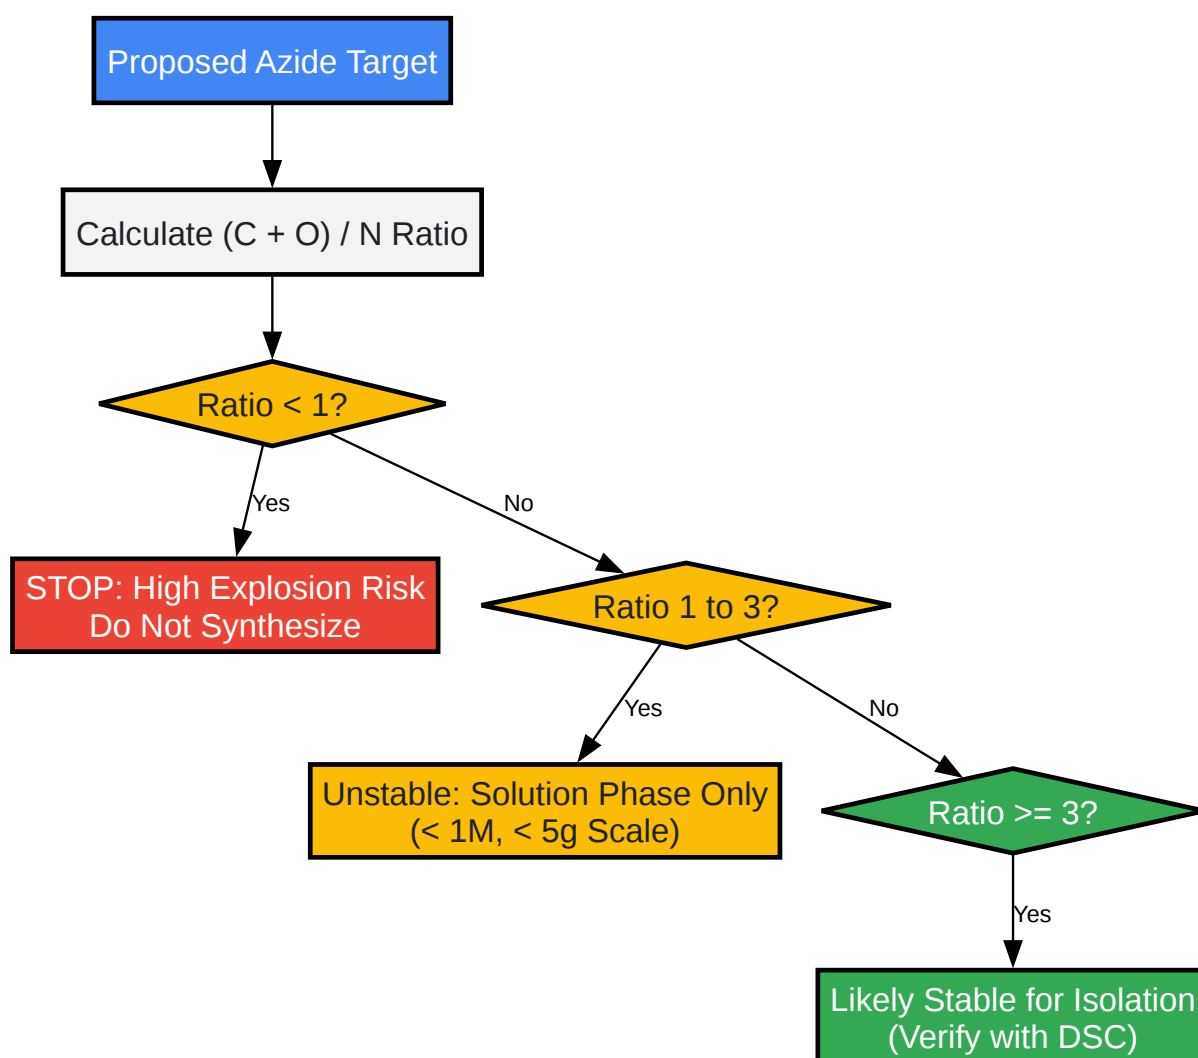 Proposed Azide Target
Calculate (C + O) / N Ratio
Ratio < 1?
Yes
No
STOP: High Explosion Risk
Do Not Synthesize
Ratio 1 to 3?
Yes
No
Unstable: Solution Phase Only
(< 1M, < 5g Scale)
Ratio >= 3?
Yes
Likely Stable for Isolation
(Verify with DSC)